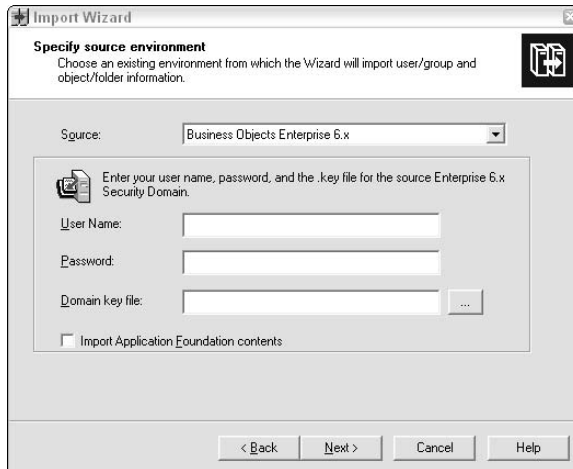 Import Wizard
Specify source environment
Choose an existing environment from which the Wizard will import user/group and
object/folder information.
Source:
Business Objects Enterprise 6.x
Enter your user name, password, and the .key file for the source Enterprise 6.x
Security Domain.
User Name:
Password:
Domain key file:
...
Import Application Foundation contents
< Back
Next >
Cancel
Help